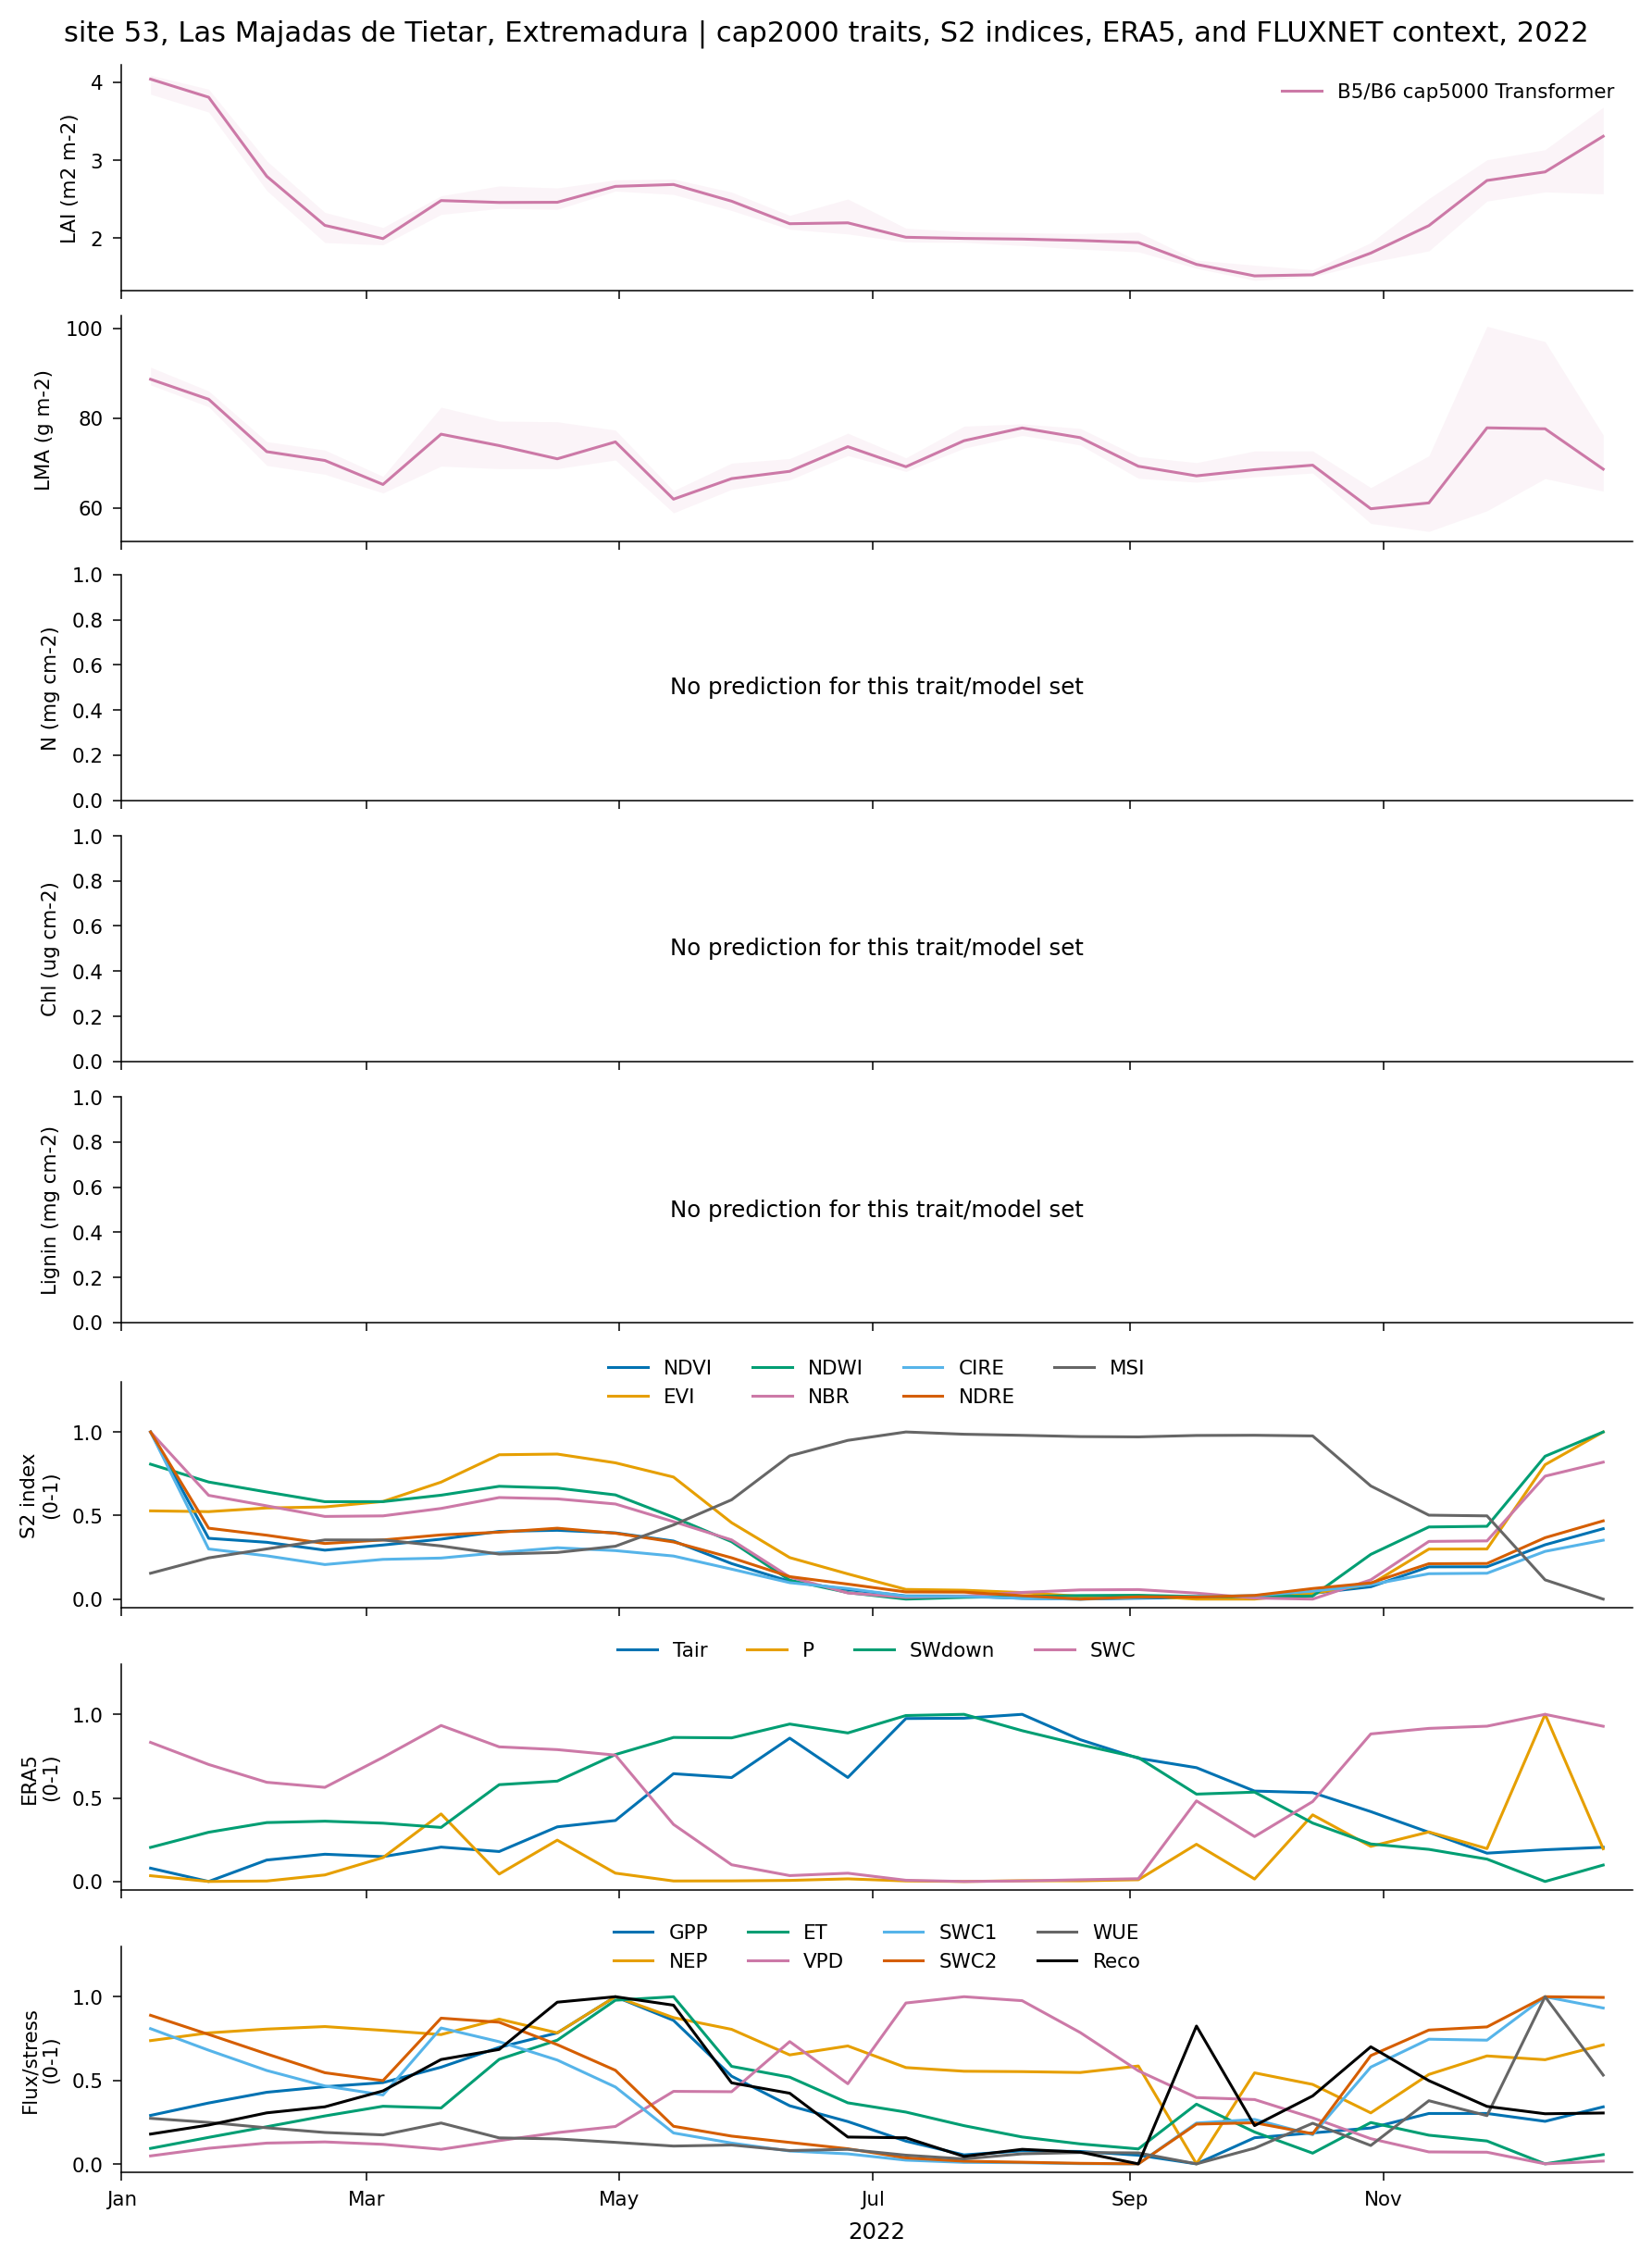 site 53, Las Majadas de Tietar, Extremadura | cap2000 traits, S2 indices, ERA5, and FLUXNET context, 2022
B5/B6 cap5000 Transformer
LAI (m2 m-2)
4
3
2
LMA (g m-2)
100
80
60
N (mg cm-2)
1.0
0.8
0.6
0.4
0.2
0.0
No prediction for this trait/model set
Chl (ug cm-2)
1.0
0.8
0.6
0.4
0.2
0.0
No prediction for this trait/model set
Lignin (mg cm-2)
1.0
0.8
0.6
0.4
0.2
0.0
No prediction for this trait/model set
NDVI NDWI CIRE MSI
EVI NBR NDRE
S2 index
(0-1)
1.0
0.5
0.0
Tair P SWdown SWC
ERA5
(0-1)
1.0
0.5
0.0
GPP ET SWC1 WUE
NEP VPD SWC2 Reco
Flux/stress
(0-1)
1.0
0.5
0.0
Jan Mar May Jul Sep Nov
2022